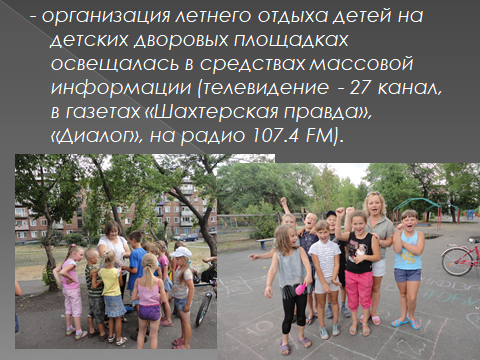 - организация летнего отдыха детей на
детских дворовых площадках
освещалась в средствах массовой
информации (телевидение - 27 канал,
в газетах «Шахтерская правда»,
«Диалог», на радио 107.4 FM).